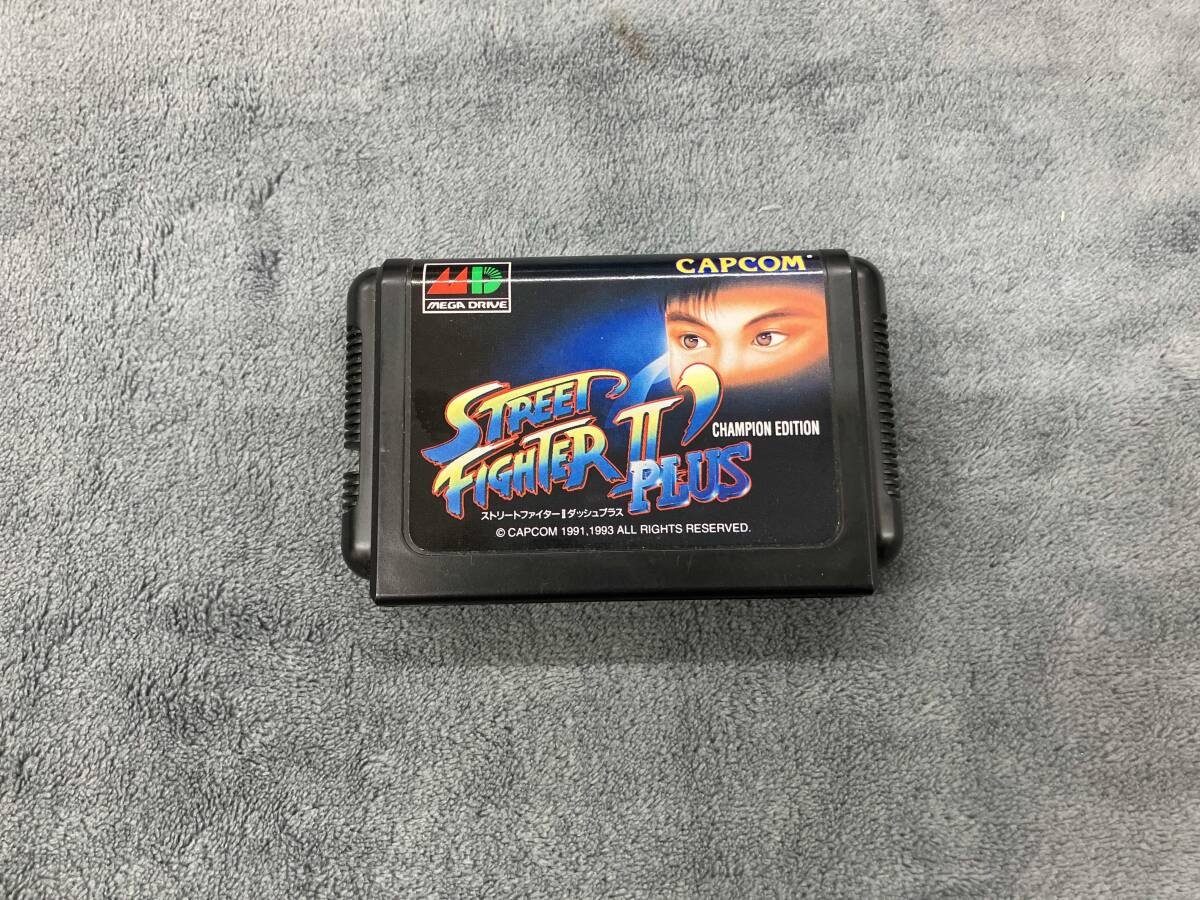 CAPCOM
MEGA DRIVE
STREET
FIGHTER II'
PLUS
CHAMPION EDITION
ストリートファイターⅡダッシュプラス
© CAPCOM 1991,1993 ALL RIGHTS RESERVED.